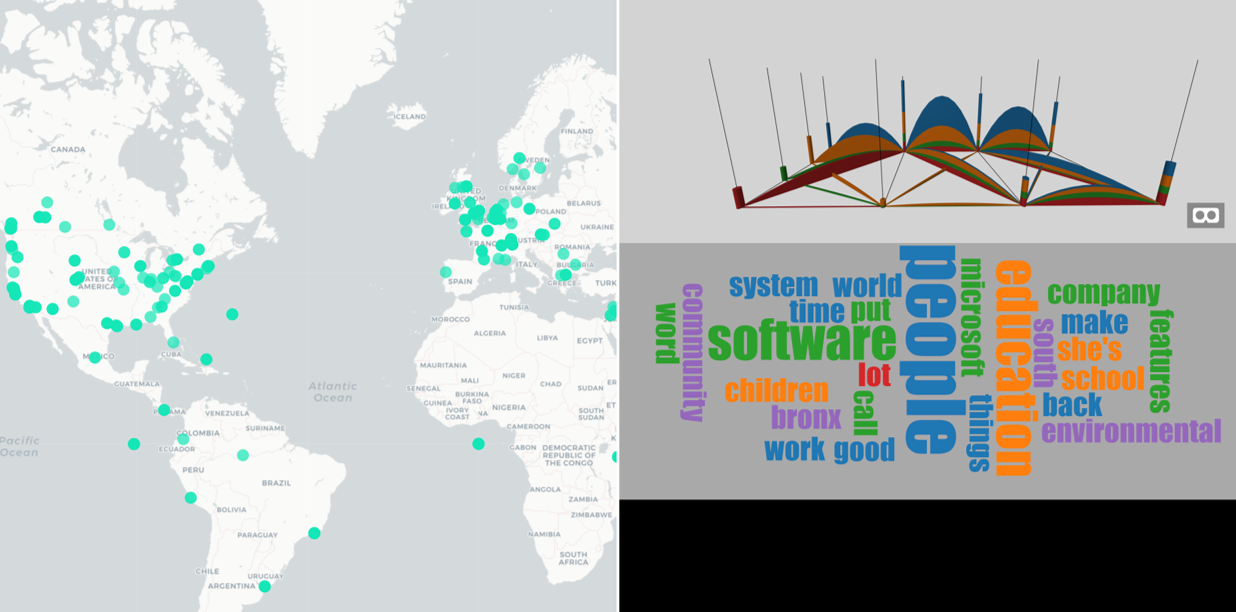 ICELAND
FINLAND
SWEDEN
CANADA
DENMARK
UNITED
KINGDOM
BELARUS
POLAND
UKRAINE
FRANCE
ROMANIA
UNITED
STATES OF
AMERICA
ITALY
BULGARIA
SPAIN
GREECE
TUNISIA
MOROCCO
ALGERIA
LIBYA
EGYPT
MEXICO
CUBA
MAURITANIA
GUATEMALA
Atlantic
Ocean
SENEGAL
MALI
NIGER
CHAD
SUDAN
GUINEA
BURKINA
FASO
PANAMA
VENEZUELA
IVORY
COAST
NIGERIA
SOUTH
SUDAN
COLOMBIA
SURINAME
CAMEROON
Pacific
Ocean
ECUADOR
GABON
DEMOCRATIC
REPUBLIC OF
THE CONGO
PERU
BRAZIL
ANGOLA
BOLIVIA
ZAMBIA
ZIMBABWE
PARAGUAY
NAMIBIA
SOUTH
AFRICA
CHILE
URUGUAY
ARGENTINA
people
microsoft
education
system
world
community
company
word
time
put
make
features
software
south
she's
lot
school
children
call
things
back
bronx
environmental
work
good